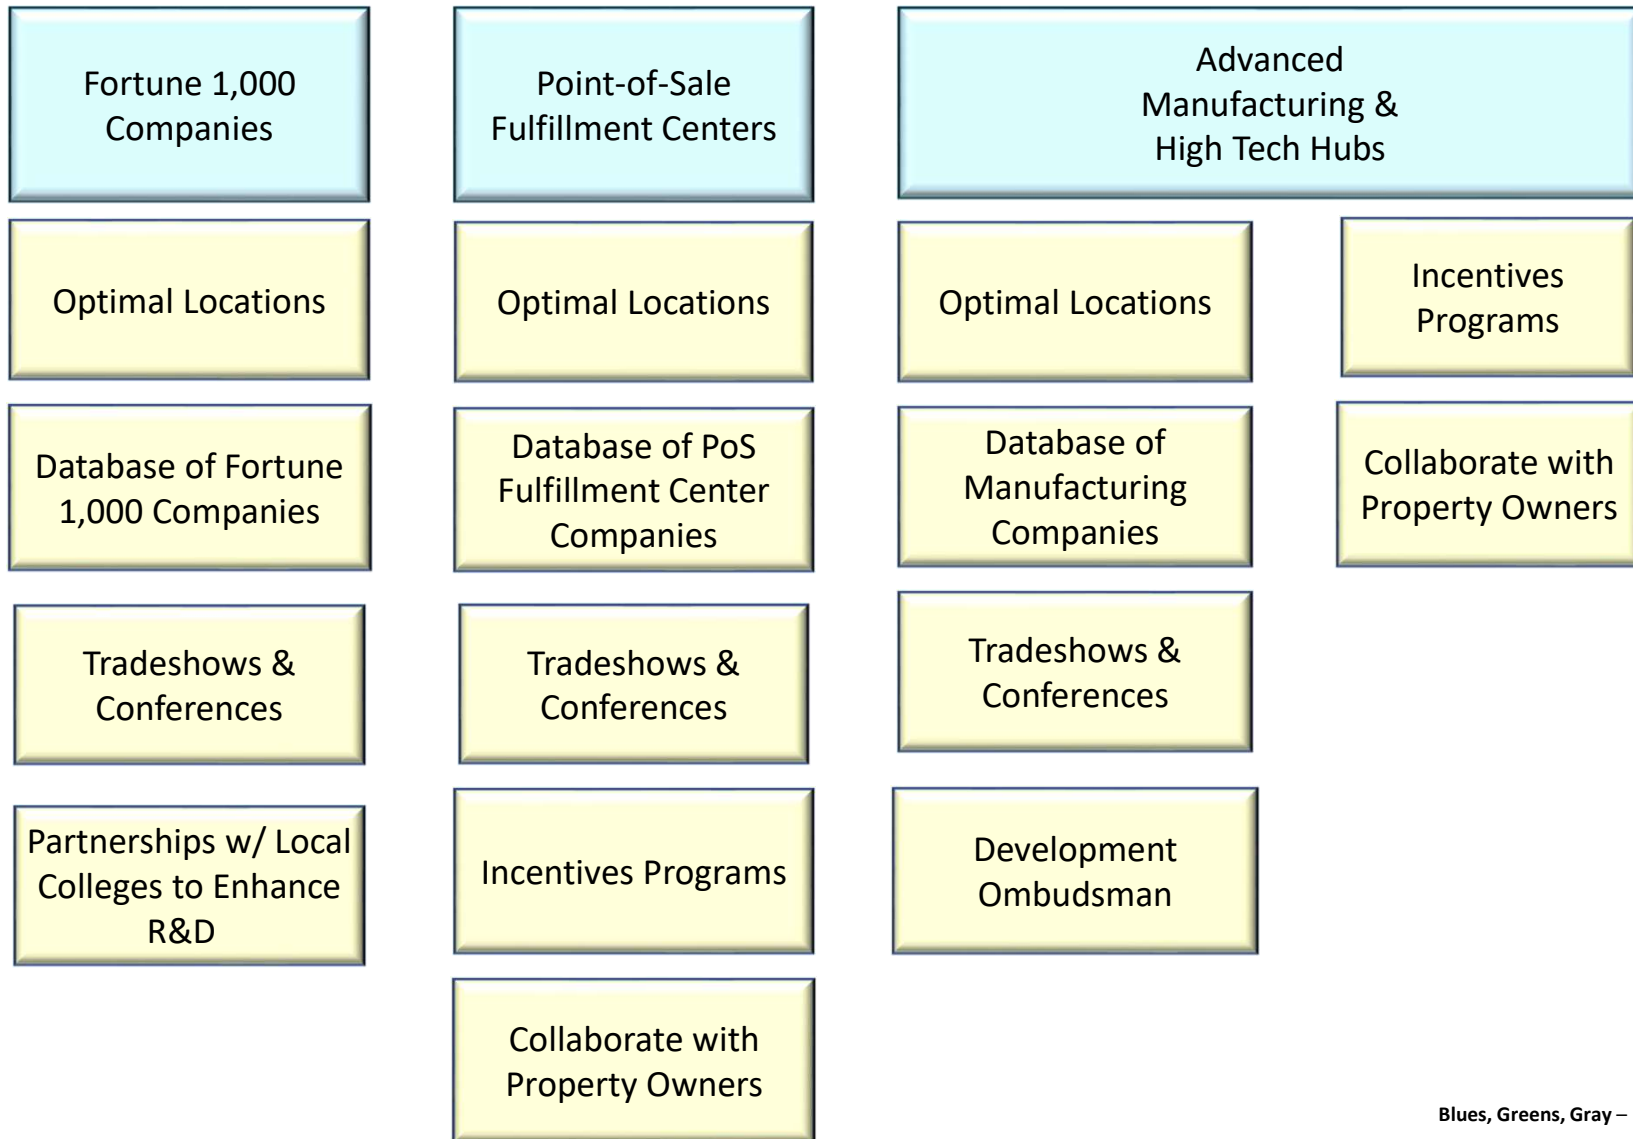 Fortune 1,000
Companies
Optimal Locations
Database of Fortune
1,000 Companies
Tradeshows &
Conferences
Partnerships w/ Local
Colleges to Enhance
R&D
Point-of-Sale
Fulfillment Centers
Optimal Locations
Database of PoS
Fulfillment Center
Companies
Tradeshows &
Conferences
Incentives Programs
Collaborate with
Property Owners
Advanced
Manufacturing &
High Tech Hubs
Optimal Locations
Database of
Manufacturing
Companies
Tradeshows &
Conferences
Development
Ombudsman
Incentives
Programs
Collaborate with
Property Owners
Blues, Greens, Gray –